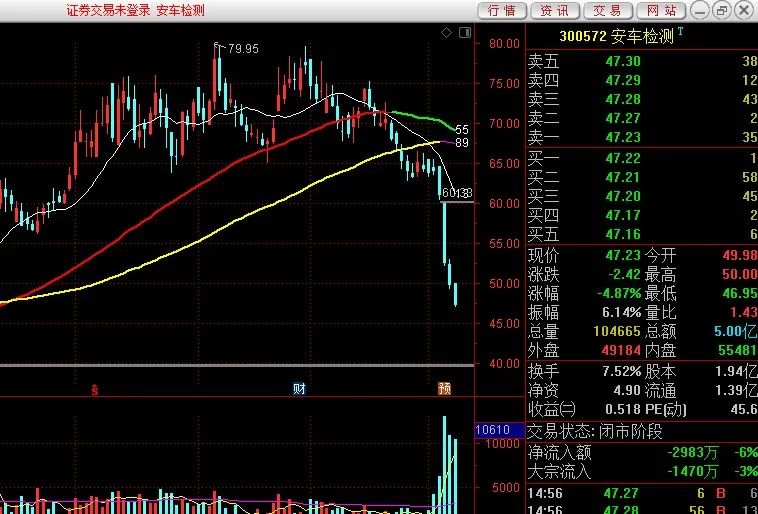 证券交易未登录 安车检测
行情 资讯 交易 网站
79.95
80.00
75.00
70.00
65.00
60.00
55.00
50.00
45.00
40.00
55
89
财
预
10610
10000
5000
300572 安车检测 T
卖五 47.30 38
卖四 47.29 12
卖三 47.28 43
卖二 47.27 2
卖一 47.23 35
买一 47.22 1
买二 47.21 58
买三 47.20 45
买四 47.17 2
买五 47.16 6
现价 47.23 今开 49.98
涨跌 -2.42 最高 50.00
涨幅 -4.87% 最低 46.95
振幅 6.14% 量比 1.43
总量 104665 总额 5.00亿
外盘 49184 内盘 55481
换手 7.52% 股本 1.94亿
净资 4.90 流通 1.39亿
收益㈡ 0.518 PE(动) 45.6
交易状态:闭市阶段
净流入额 -2983万 -6%
大宗流入 -1470万 -3%
14:56 47.27 6 B 6
14:56 47.28 56 B 13